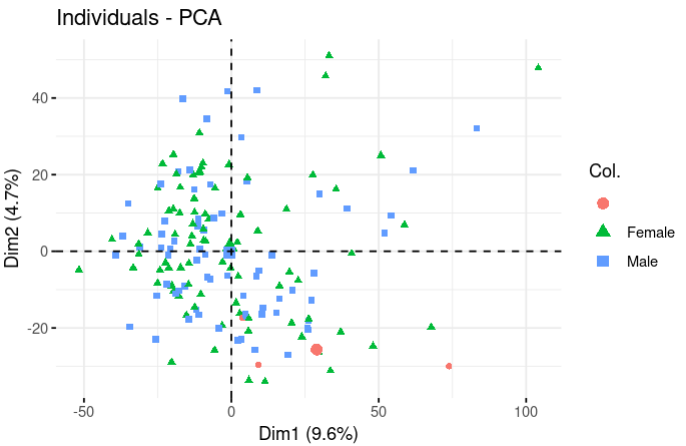 Individuals - PCA
Dim2 (4.7%)
40
20
0
-20
-50
0
50
100
Dim1 (9.6%)
Col.
Female
Male